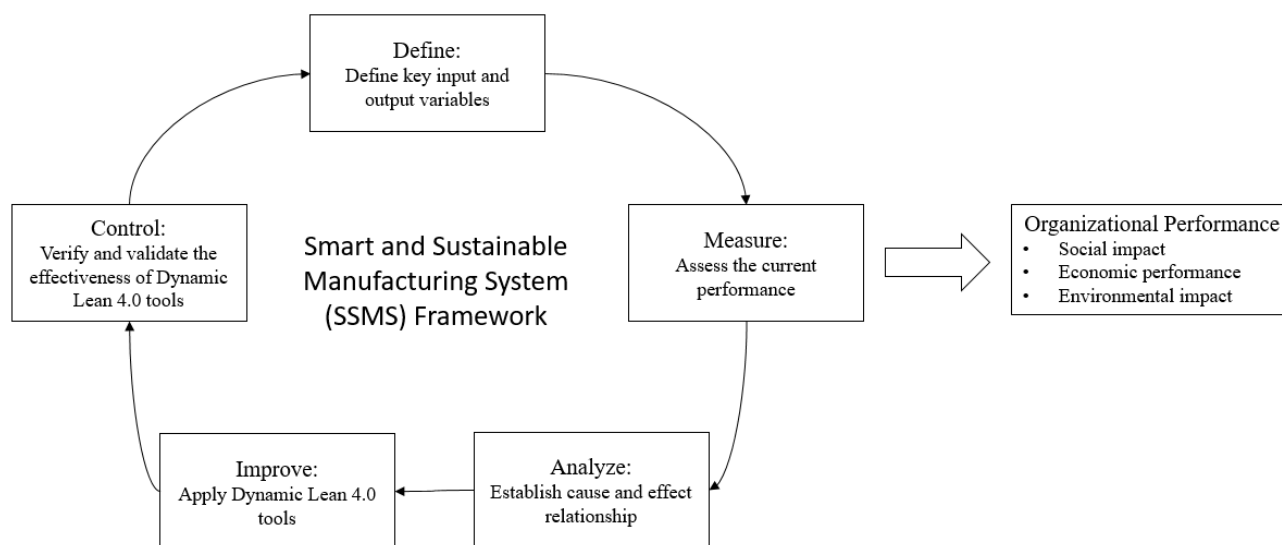 Define:
Define key input and
output variables
Control:
Verify and validate the
effectiveness of Dynamic
Lean 4.0 tools
Smart and Sustainable
Manufacturing System
(SSMS) Framework
Measure:
Assess the current
performance
Organizational Performance
• Social impact
• Economic performance
• Environmental impact
Improve:
Apply Dynamic Lean 4.0
tools
Analyze:
Establish cause and effect
relationship